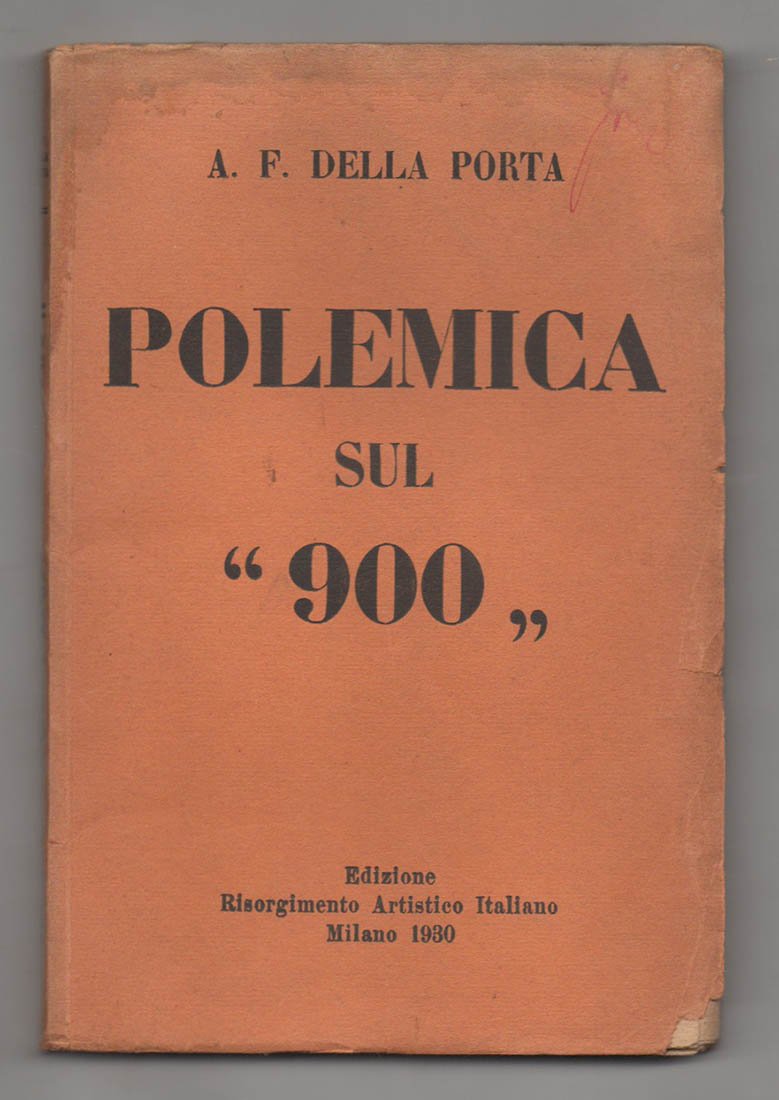 A. F. DELLA PORTA
POLEMICA
SUL
“ 900 „
Edizione
Risorgimento Artistico Italiano
Milano 1930